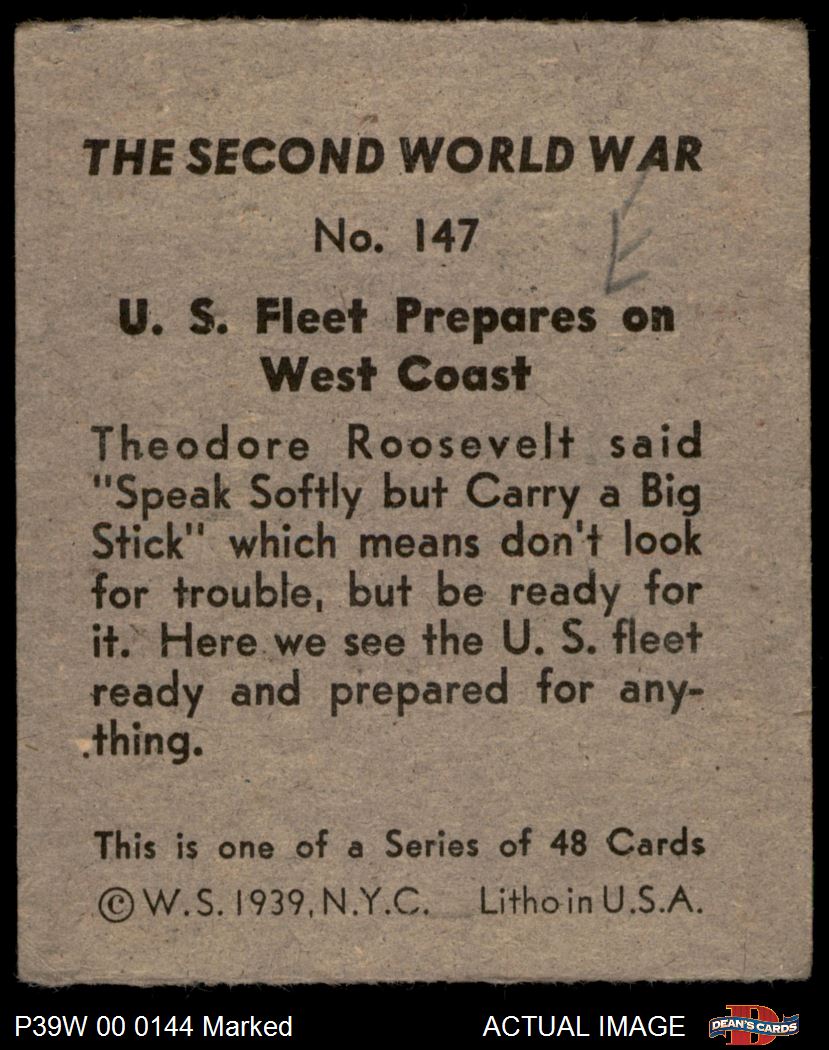 THE SECOND WORLD WAR
No. 147
U. S. Fleet Prepares on
West Coast
Theodore Roosevelt said
"Speak Softly but Carry a Big
Stick" which means don't look
for trouble, but be ready for
it. Here we see the U. S. fleet
ready and prepared for any-
thing.
This is one of a Series of 48 Cards
© W.S. 1939, N.Y.C. Litho in U.S.A.
P39W 00 0144 Marked ACTUAL IMAGE D DEAN'S CARDS